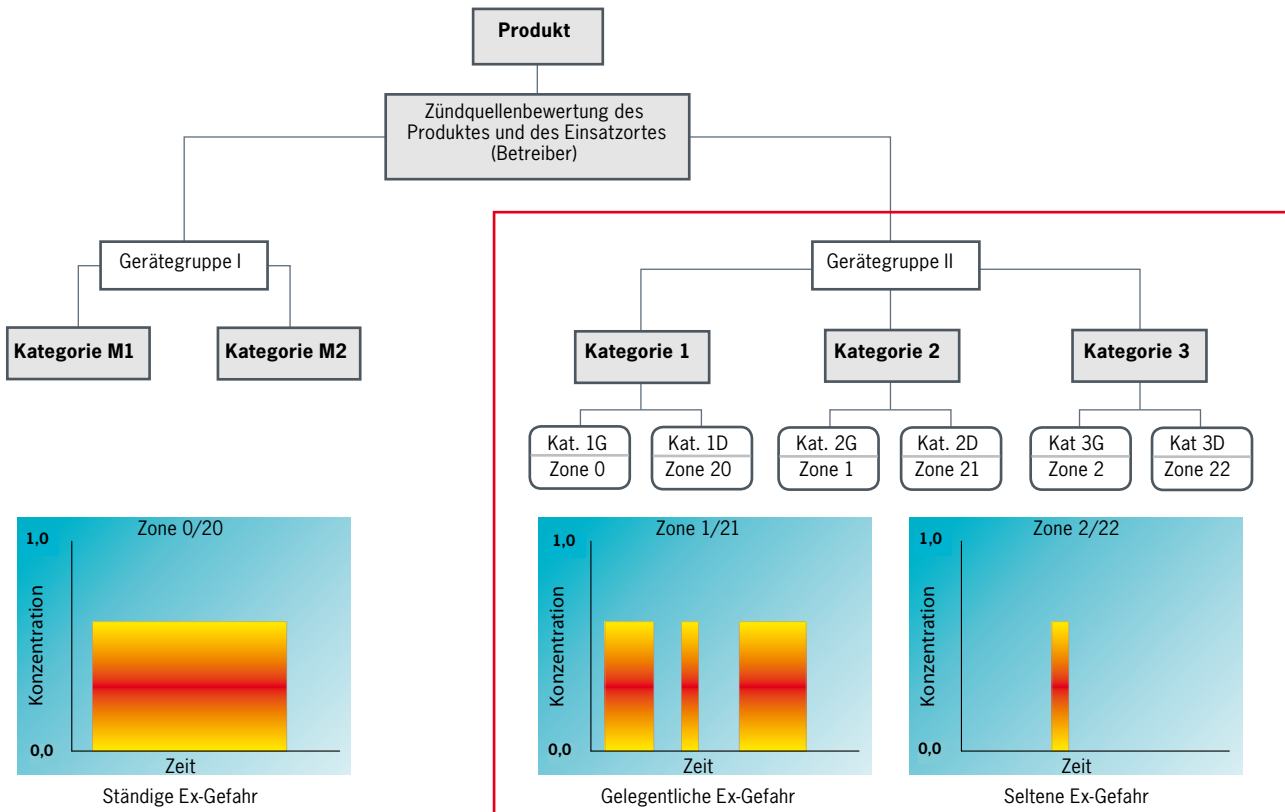 Produkt
Zündquellenbewertung des
Produktes und des Einsatzortes
(Betreiber)
Gerätegruppe I
Gerätegruppe II
Kategorie M1
Kategorie M2
Kategorie 1
Kategorie 2
Kategorie 3
Kat. 1G
Zone 0
Kat. 1D
Zone 20
Kat. 2G
Zone 1
Kat. 2D
Zone 21
Kat 3G
Zone 2
Kat 3D
Zone 22
Zone 0/20
1,0
Konzentration
0,0
Zeit
Ständige Ex-Gefahr
Zone 1/21
1,0
Konzentration
0,0
Zeit
Gelegentliche Ex-Gefahr
Zone 2/22
1,0
Konzentration
0,0
Zeit
Seltene Ex-Gefahr